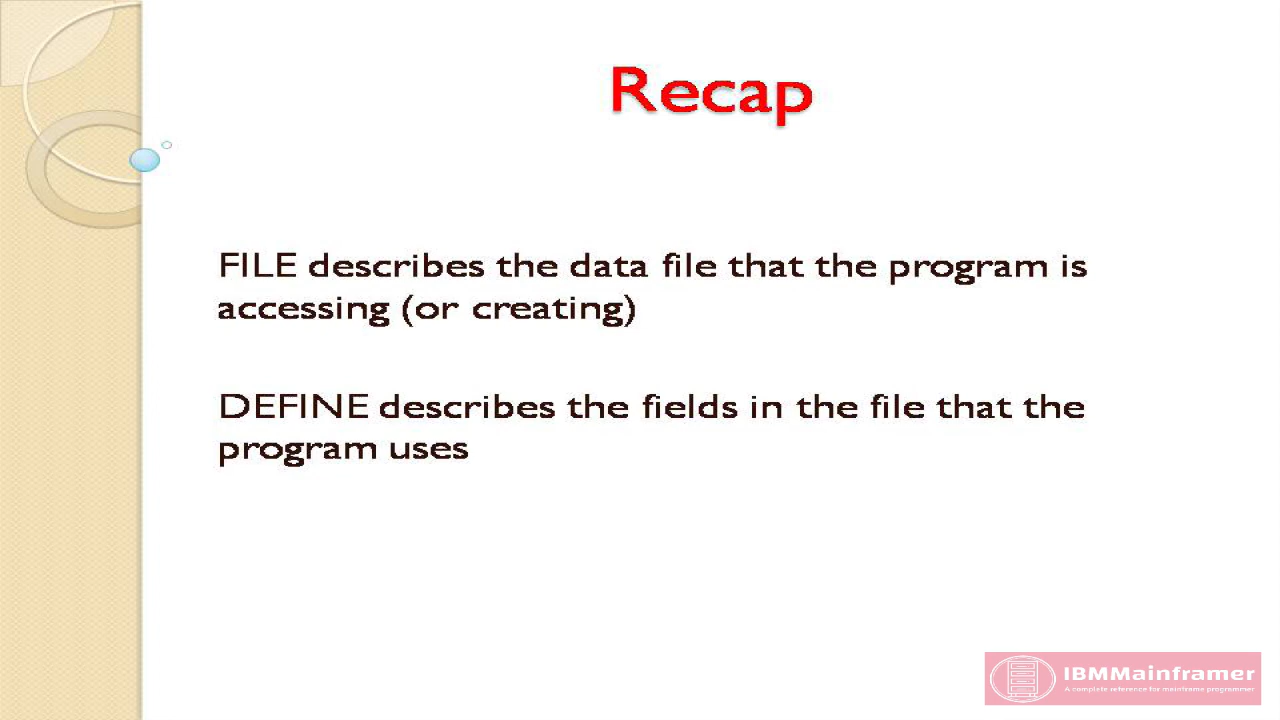 Recap
FILE describes the data file that the program is
accessing (or creating)
DEFINE describes the fields in the file that the
program uses
IBMMainframer
A complete reference for mainframe programmer